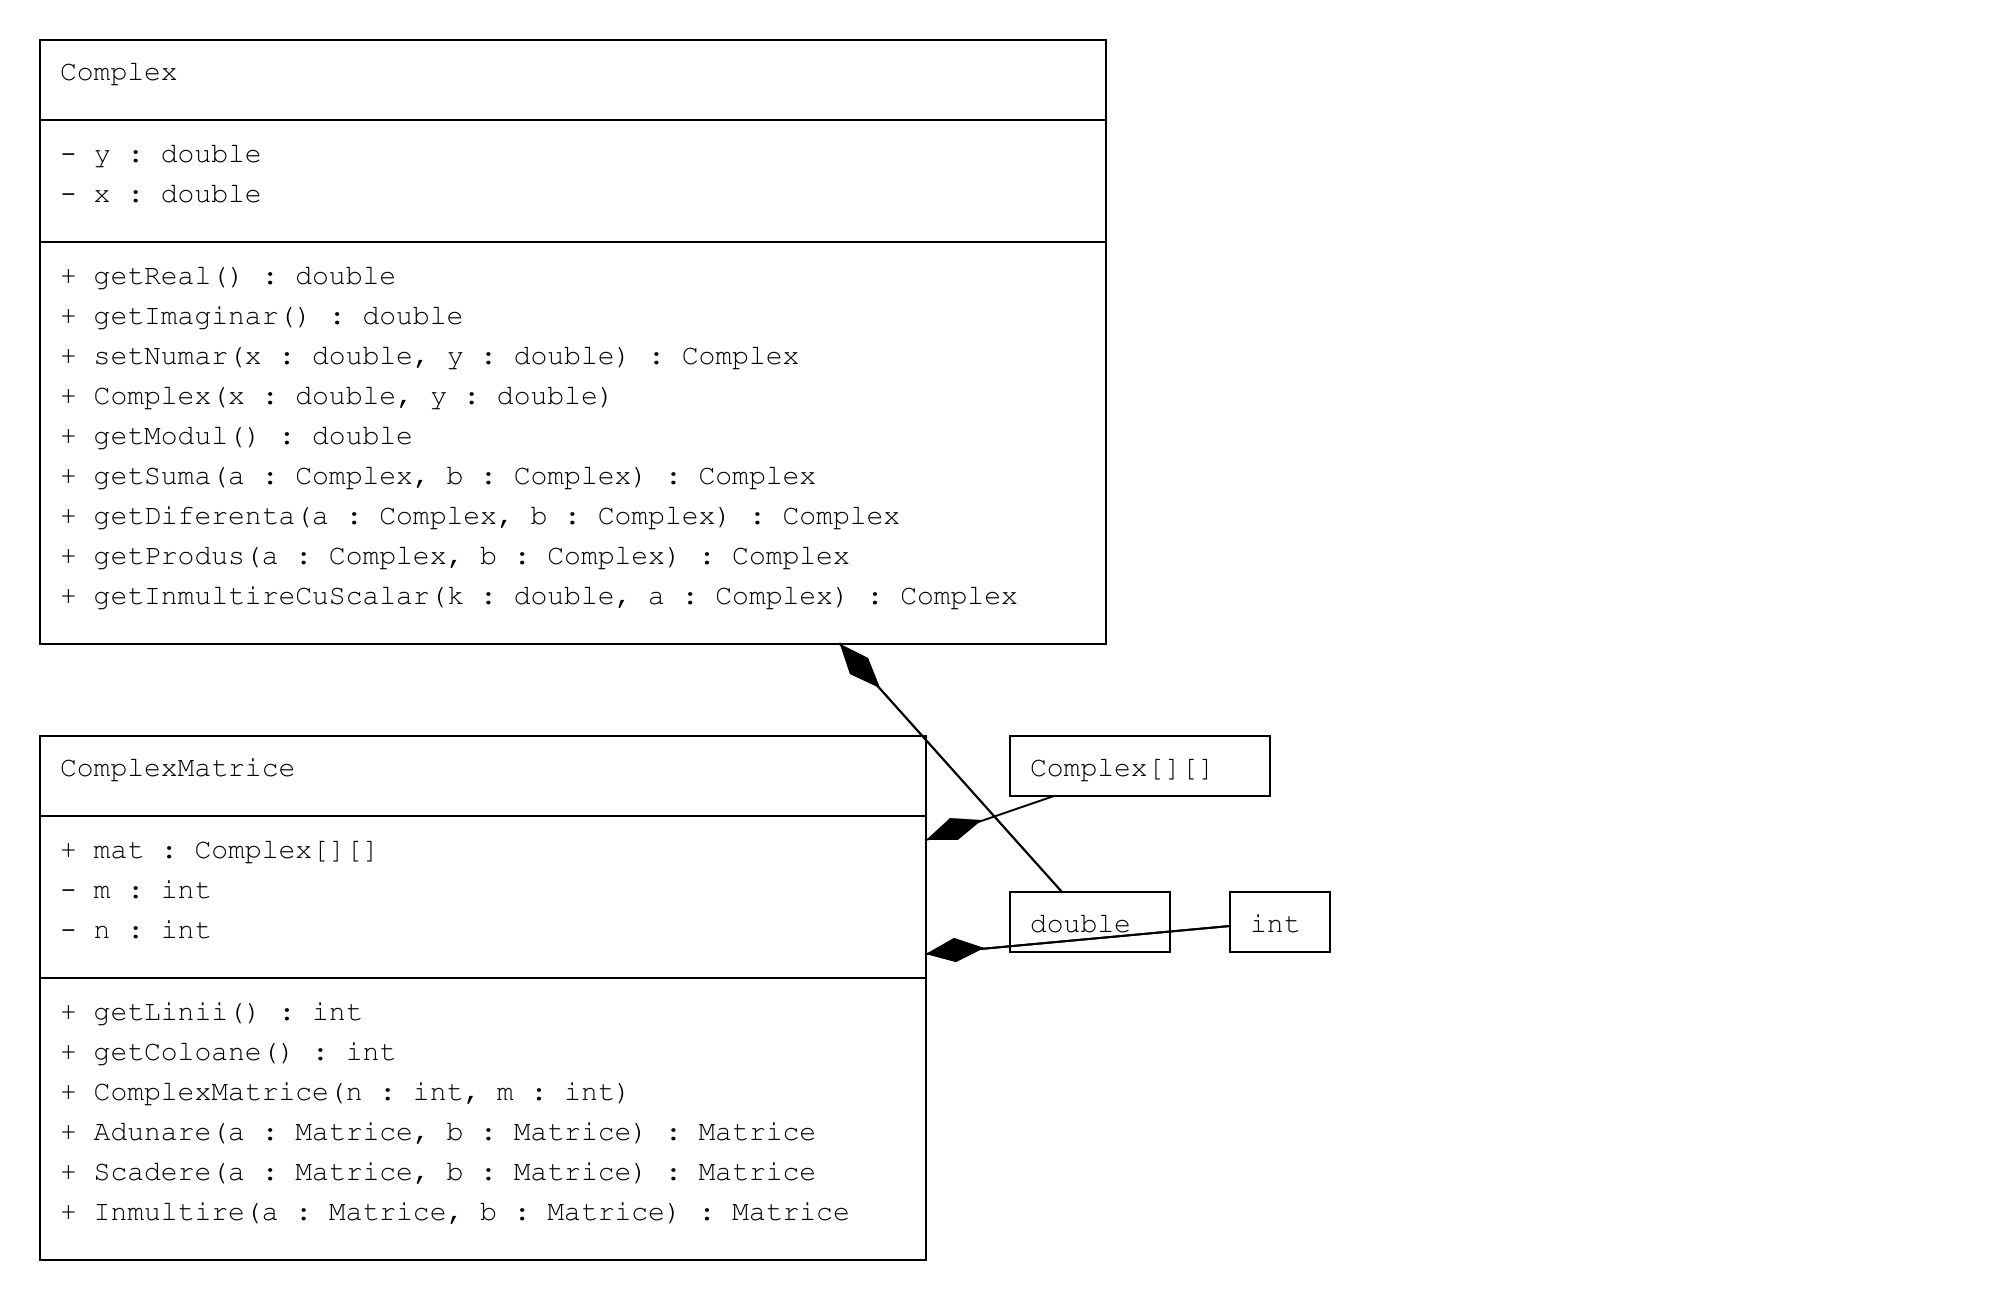 Complex
- y : double
- x : double
+ getReal() : double
+ getImaginar() : double
+ setNumar(x : double, y : double) : Complex
+ Complex(x : double, y : double)
+ getModul() : double
+ getSuma(a : Complex, b : Complex) : Complex
+ getDiferenta(a : Complex, b : Complex) : Complex
+ getProdus(a : Complex, b : Complex) : Complex
+ getInmultireCuScalar(k : double, a : Complex) : Complex
ComplexMatrice
+ mat : Complex[][]
- m : int
- n : int
+ getLinii() : int
+ getColoane() : int
+ ComplexMatrice(n : int, m : int)
+ Adunare(a : Matrice, b : Matrice) : Matrice
+ Scadere(a : Matrice, b : Matrice) : Matrice
+ Inmultire(a : Matrice, b : Matrice) : Matrice
Complex[][]
double
int